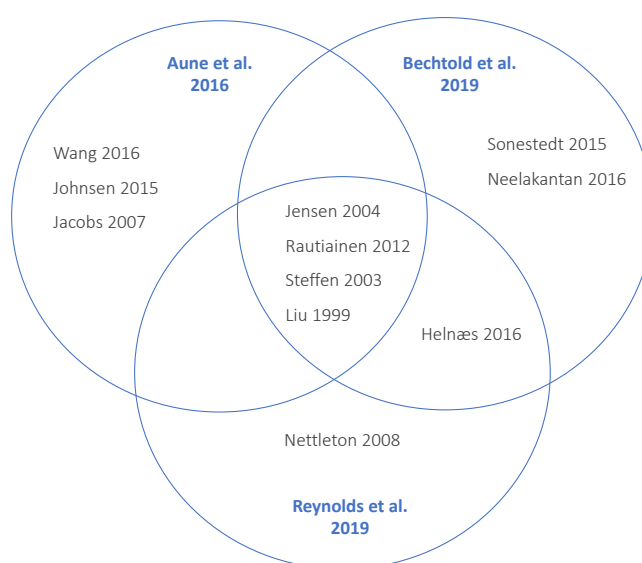 Aune et al.
2016
Bechtold et al.
2019
Wang 2016
Johnsen 2015
Jacobs 2007
Sonestedt 2015
Neelakantan 2016
Jensen 2004
Rautiainen 2012
Steffen 2003
Liu 1999
Helnæs 2016
Nettleton 2008
Reynolds et al.
2019